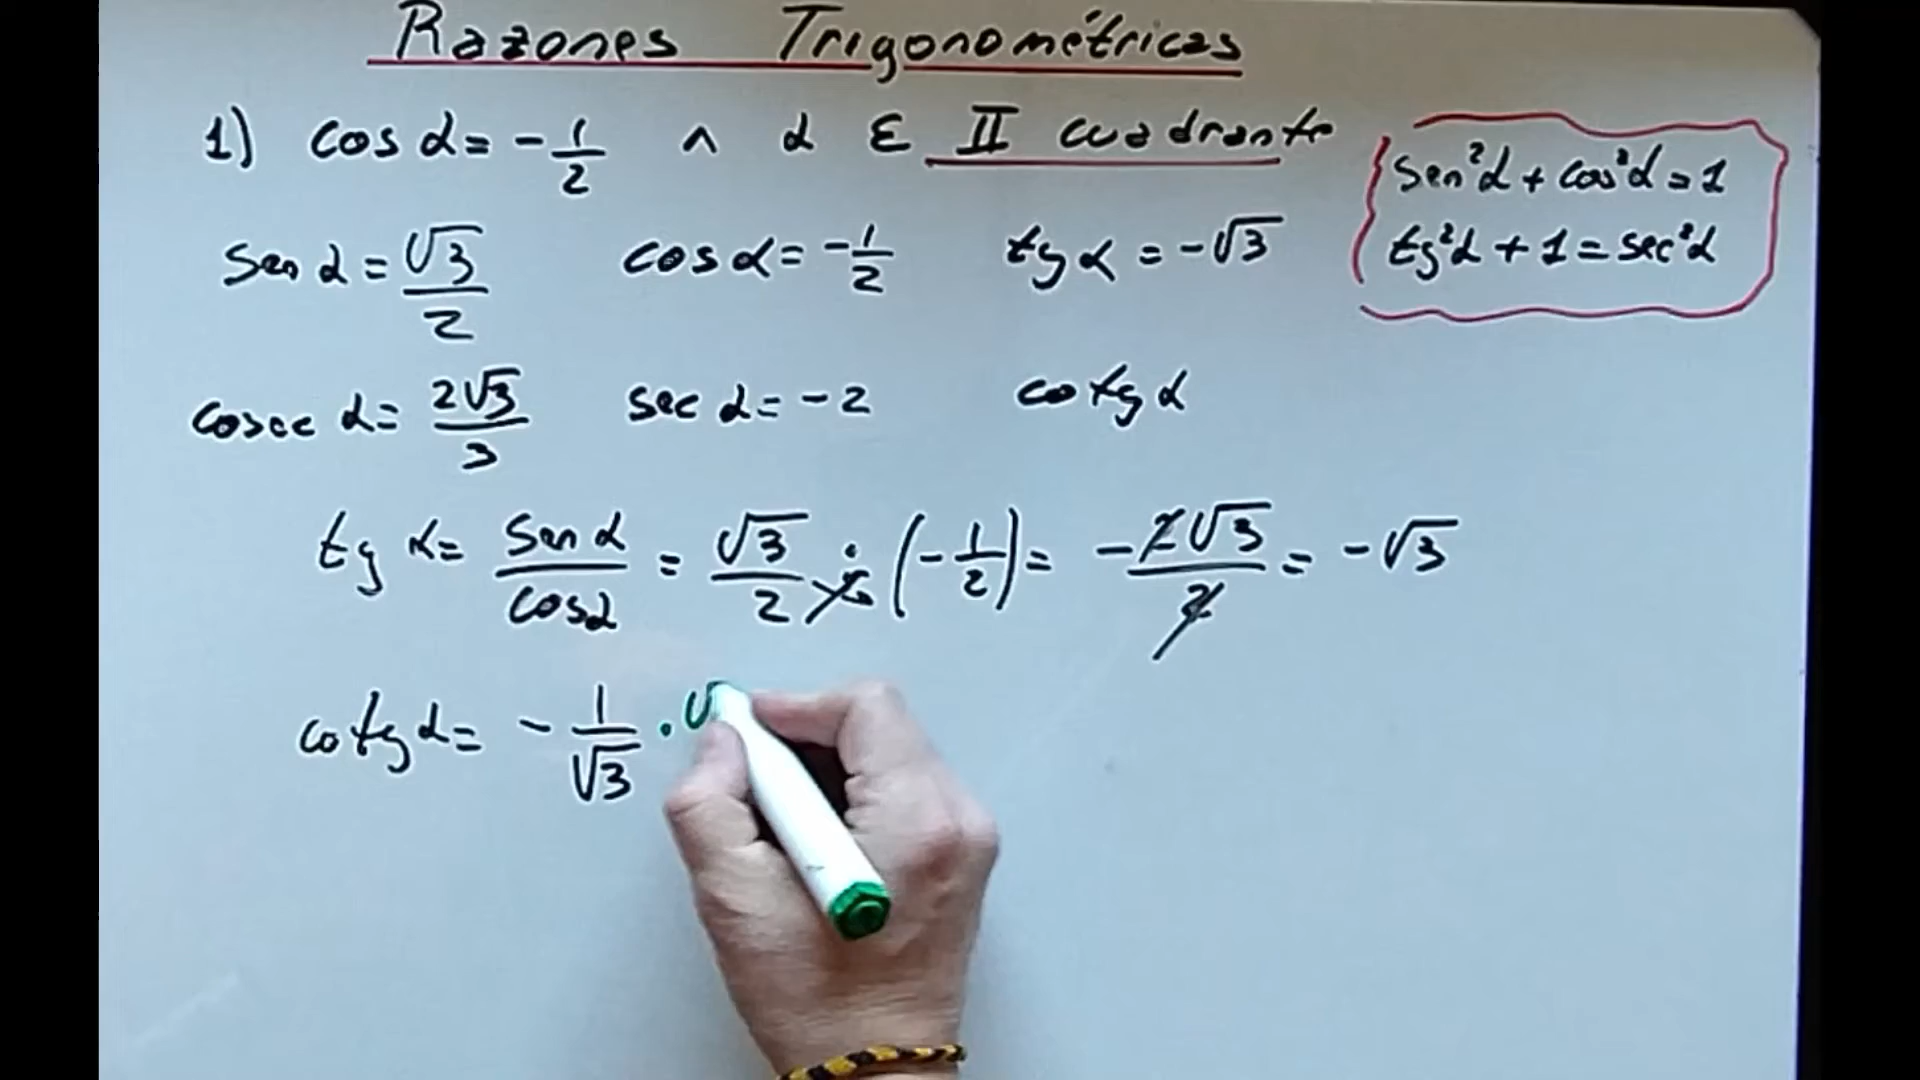 Razones Trigonométricas
1) cos α = -1/2 ∧ α ∈ II cuadrante
sen²α + cos²α = 1
tg²α + 1 = sec²α
sen α = √3/2 cos α = -1/2 tg α = -√3
cosec α = 2√3/3 sec α = -2 cotg α
tg α = sen α/cos α = √3/2 : (-1/2) = -2√3/2 = -√3
cotg α = -1/√3 · √